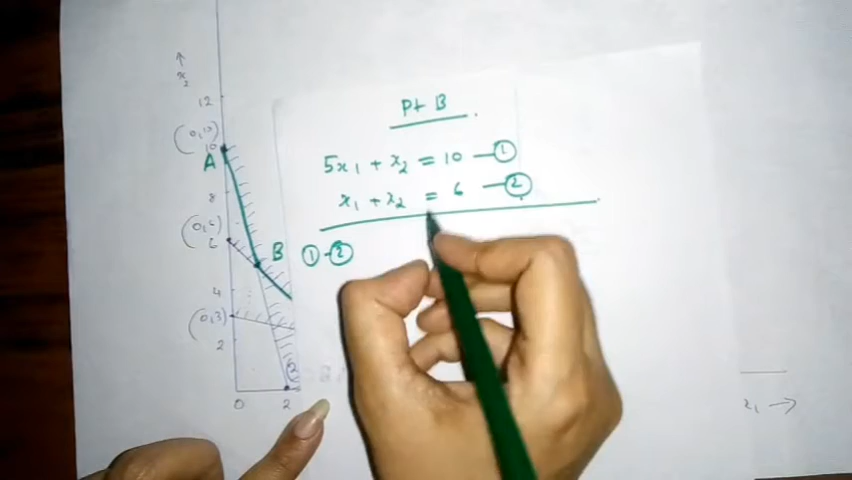 Pt B
5x₁ + x₂ = 10 — ①
x₁ + x₂ = 6 — ②
① - ②
↑
x₂
12
(0,10)
10
A
8
(0,6)
6
B
4
(0,3)
2
0
2
x₁ →